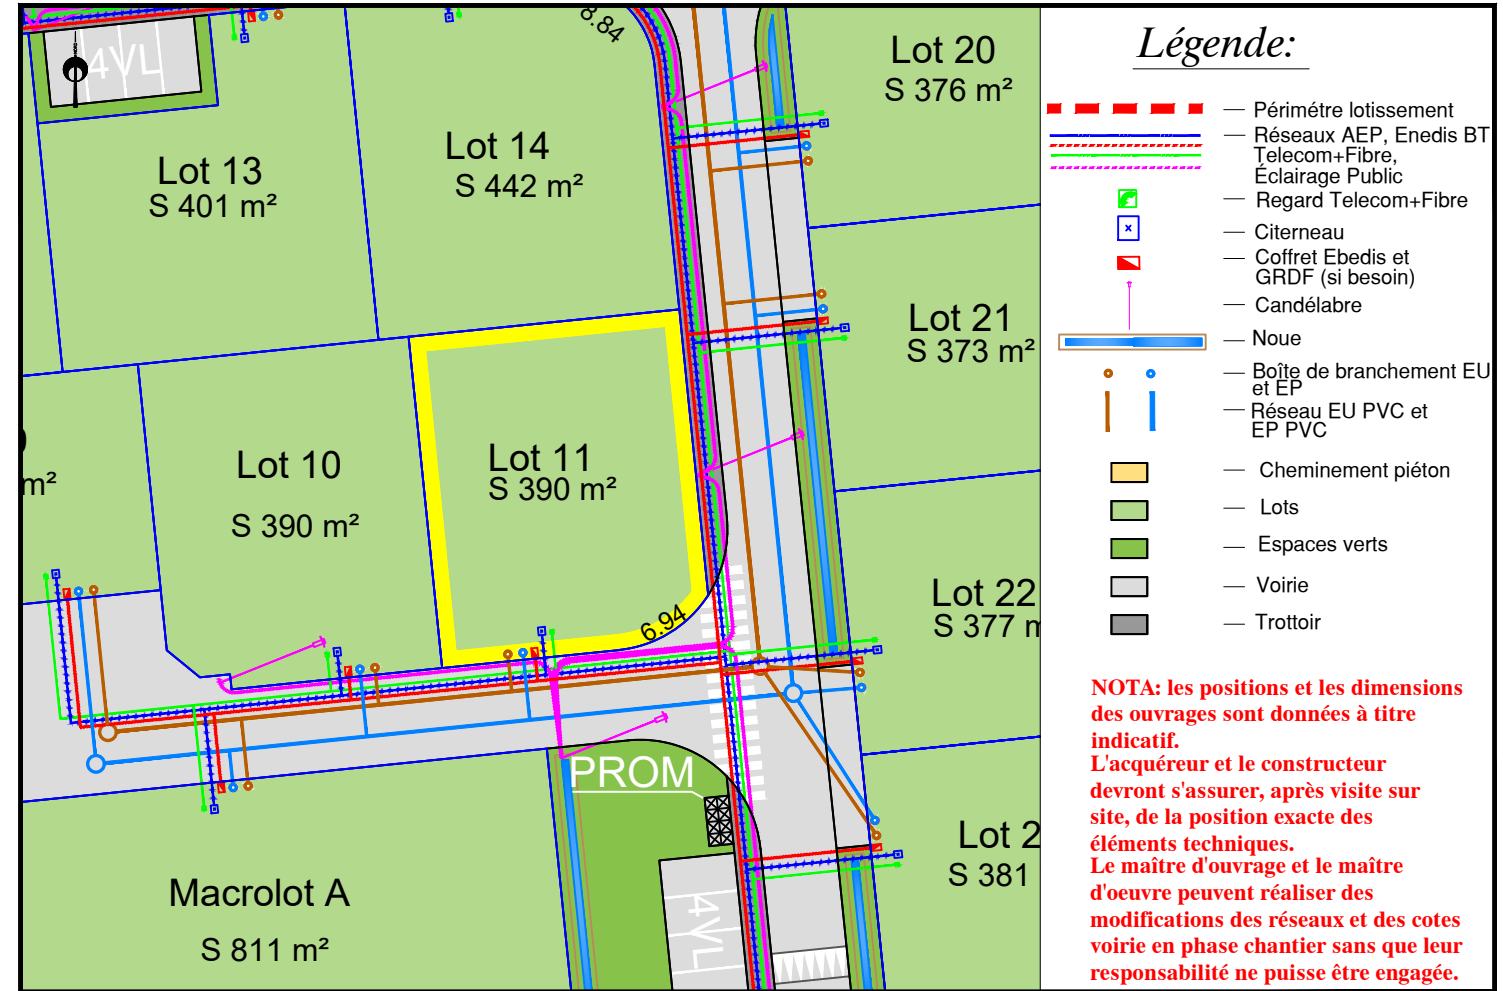 8.84
4VL
Lot 20
S 376 m²
Lot 14
S 442 m²
Lot 13
S 401 m²
Lot 21
S 373 m²
Lot 11
S 390 m²
Lot 10
S 390 m²
m²
Lot 22
S 377 m
6.94
PROM
Lot 2
S 381
Macrolot A
S 811 m²
4VL
Légende:
Périmétre lotissement
Réseaux AEP, Enedis BT
Telecom+Fibre,
Éclairage Public
Regard Telecom+Fibre
Citerneau
Coffret Ebedis et
GRDF (si besoin)
Candélabre
Noue
Boîte de branchement EU
et EP
Réseau EU PVC et
EP PVC
Cheminement piéton
Lots
Espaces verts
Voirie
Trottoir
NOTA: les positions et les dimensions
des ouvrages sont données à titre
indicatif.
L'acquéreur et le constructeur
devront s'assurer, après visite sur
site, de la position exacte des
éléments techniques.
Le maître d'ouvrage et le maître
d'oeuvre peuvent réaliser des
modifications des réseaux et des cotes
voirie en phase chantier sans que leur
responsabilité ne puisse être engagée.